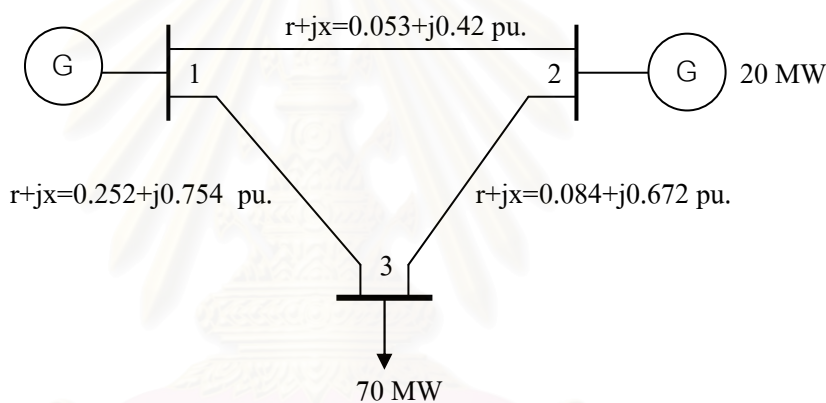 r+jx=0.053+j0.42 pu.
G
1
2
G
20 MW
r+jx=0.252+j0.754 pu.
r+jx=0.084+j0.672 pu.
3
70 MW